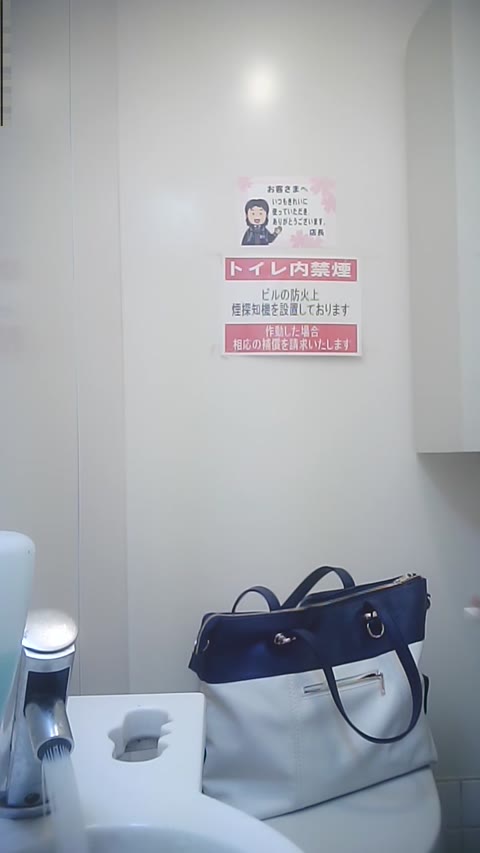 お客さまへ
いつもきれいに
使っていただき
ありがとうございます。
店長
トイレ内禁煙
ビルの防火上
煙探知機を設置しております
作動した場合
相応の補償を請求いたします